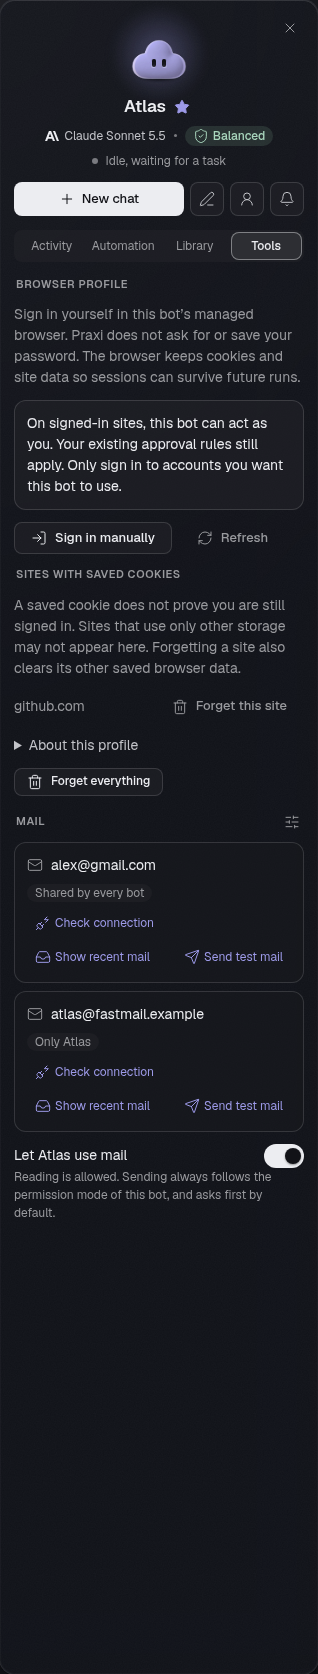 Atlas
Claude Sonnet 5.5 • Balanced
Idle, waiting for a task
New chat
Activity Automation Library Tools
BROWSER PROFILE
Sign in yourself in this bot's managed
browser. Praxi does not ask for or save your
password. The browser keeps cookies and
site data so sessions can survive future runs.
On signed-in sites, this bot can act as
you. Your existing approval rules still
apply. Only sign in to accounts you want
this bot to use.
Sign in manually Refresh
SITES WITH SAVED COOKIES
A saved cookie does not prove you are still
signed in. Sites that use only other storage
may not appear here. Forgetting a site also
clears its other saved browser data.
github.com Forget this site
About this profile
Forget everything
MAIL
alex@gmail.com
Shared by every bot
Check connection
Show recent mail Send test mail
atlas@fastmail.example
Only Atlas
Check connection
Show recent mail Send test mail
Let Atlas use mail
Reading is allowed. Sending always follows the
permission mode of this bot, and asks first by
default.